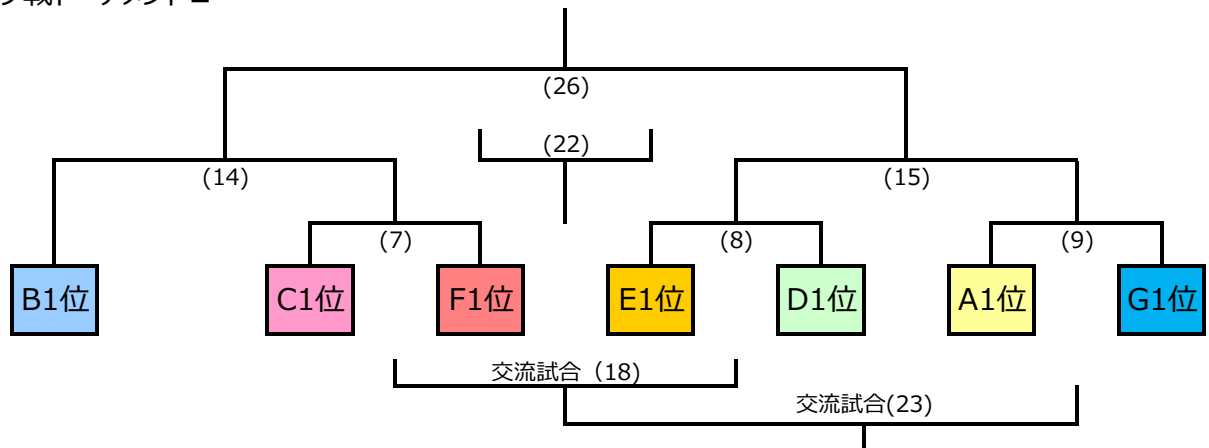 (26)
(22)
(14)
(15)
(7)
(8)
(9)
B1位
C1位
F1位
E1位
D1位
A1位
G1位
交流試合（18)
交流試合(23)